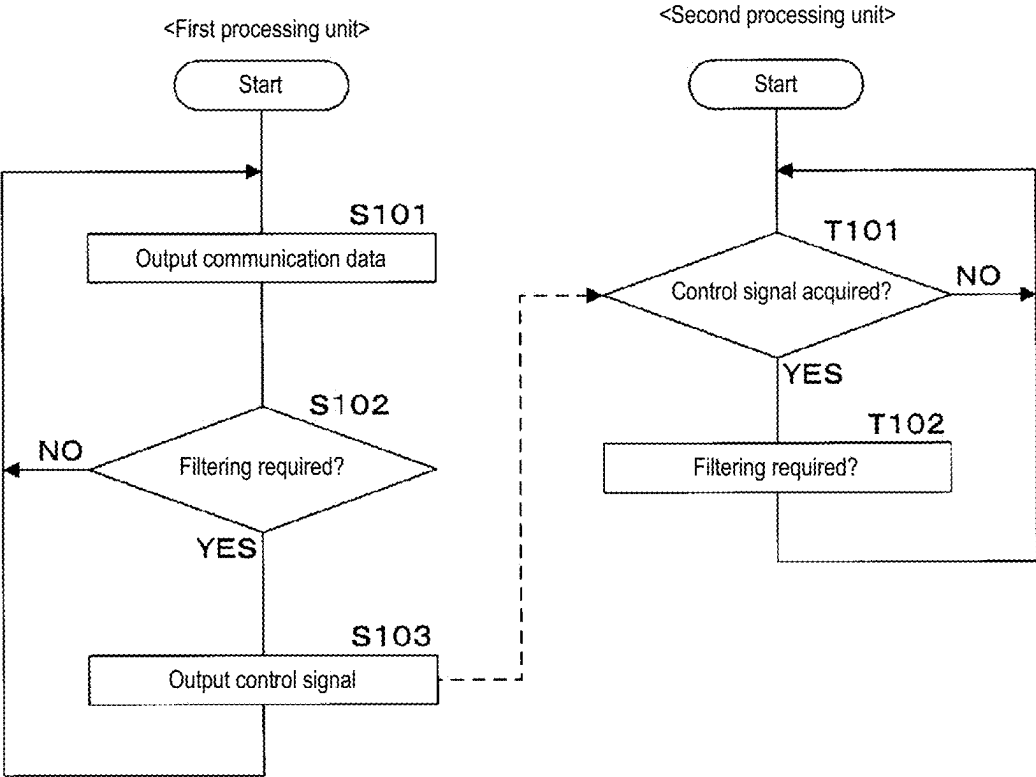 <First processing unit>
Start
S101
Output communication data
S102
Filtering required?
NO
YES
S103
Output control signal
<Second processing unit>
Start
T101
Control signal acquired?
NO
YES
T102
Filtering required?